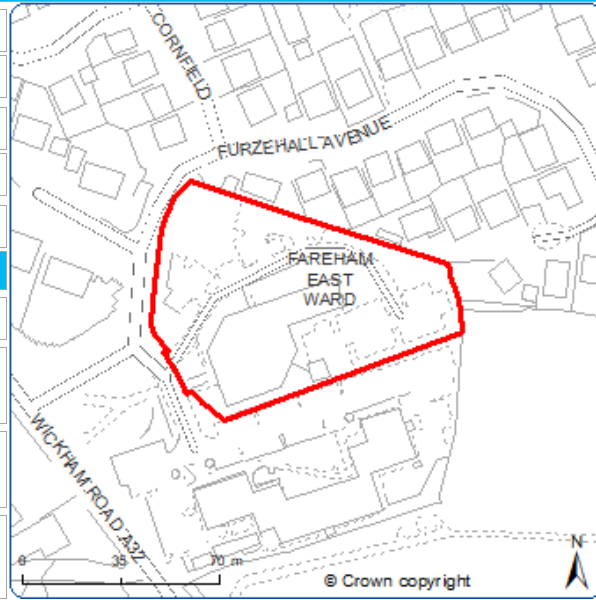 CORNFIELD
FURZEHALL AVENUE
FAREHAM
EAST
WARD
WICKHAM ROAD A32
0 35 70 m
© Crown copyright
N